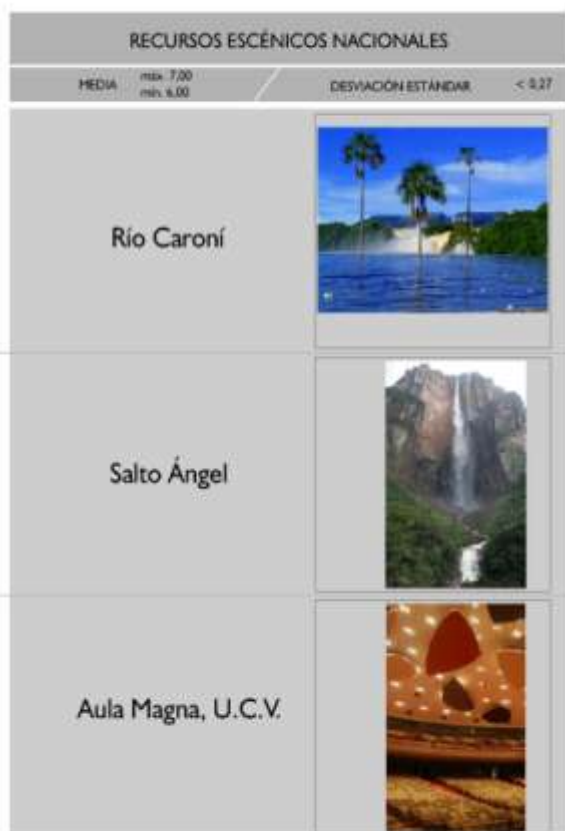 RECURSOS ESCÉNICOS NACIONALES
MEDIA máx. 7,00
mín. 6,00
DESVIACIÓN ESTÁNDAR < 0,27
Río Caroní
Salto Ángel
Aula Magna, U.C.V.